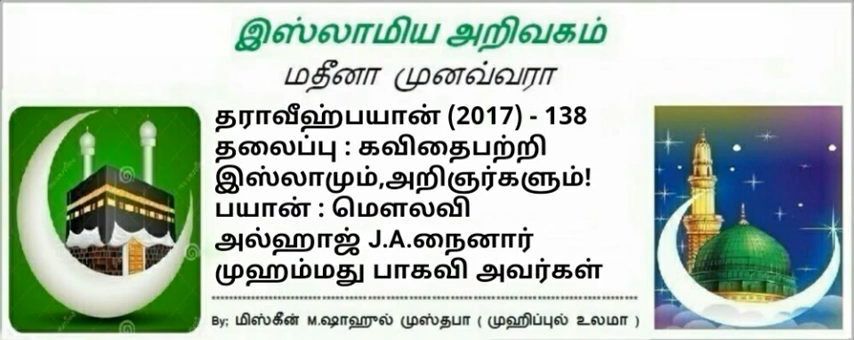 இஸ்லாமிய அறிவகம்
மதீனா முனவ்வரா
தராவீஹ்பயான் (2017) - 138
தலைப்பு : கவிதைபற்றி
இஸ்லாமும்,அறிஞர்களும்!
பயான் : மௌலவி
அல்ஹாஜ் J.A.நைனார்
முஹம்மது பாகவி அவர்கள்
By; மிஸ்கீன் M.ஷாஹுல் முஸ்தபா ( முஹிப்புல் உலமா )